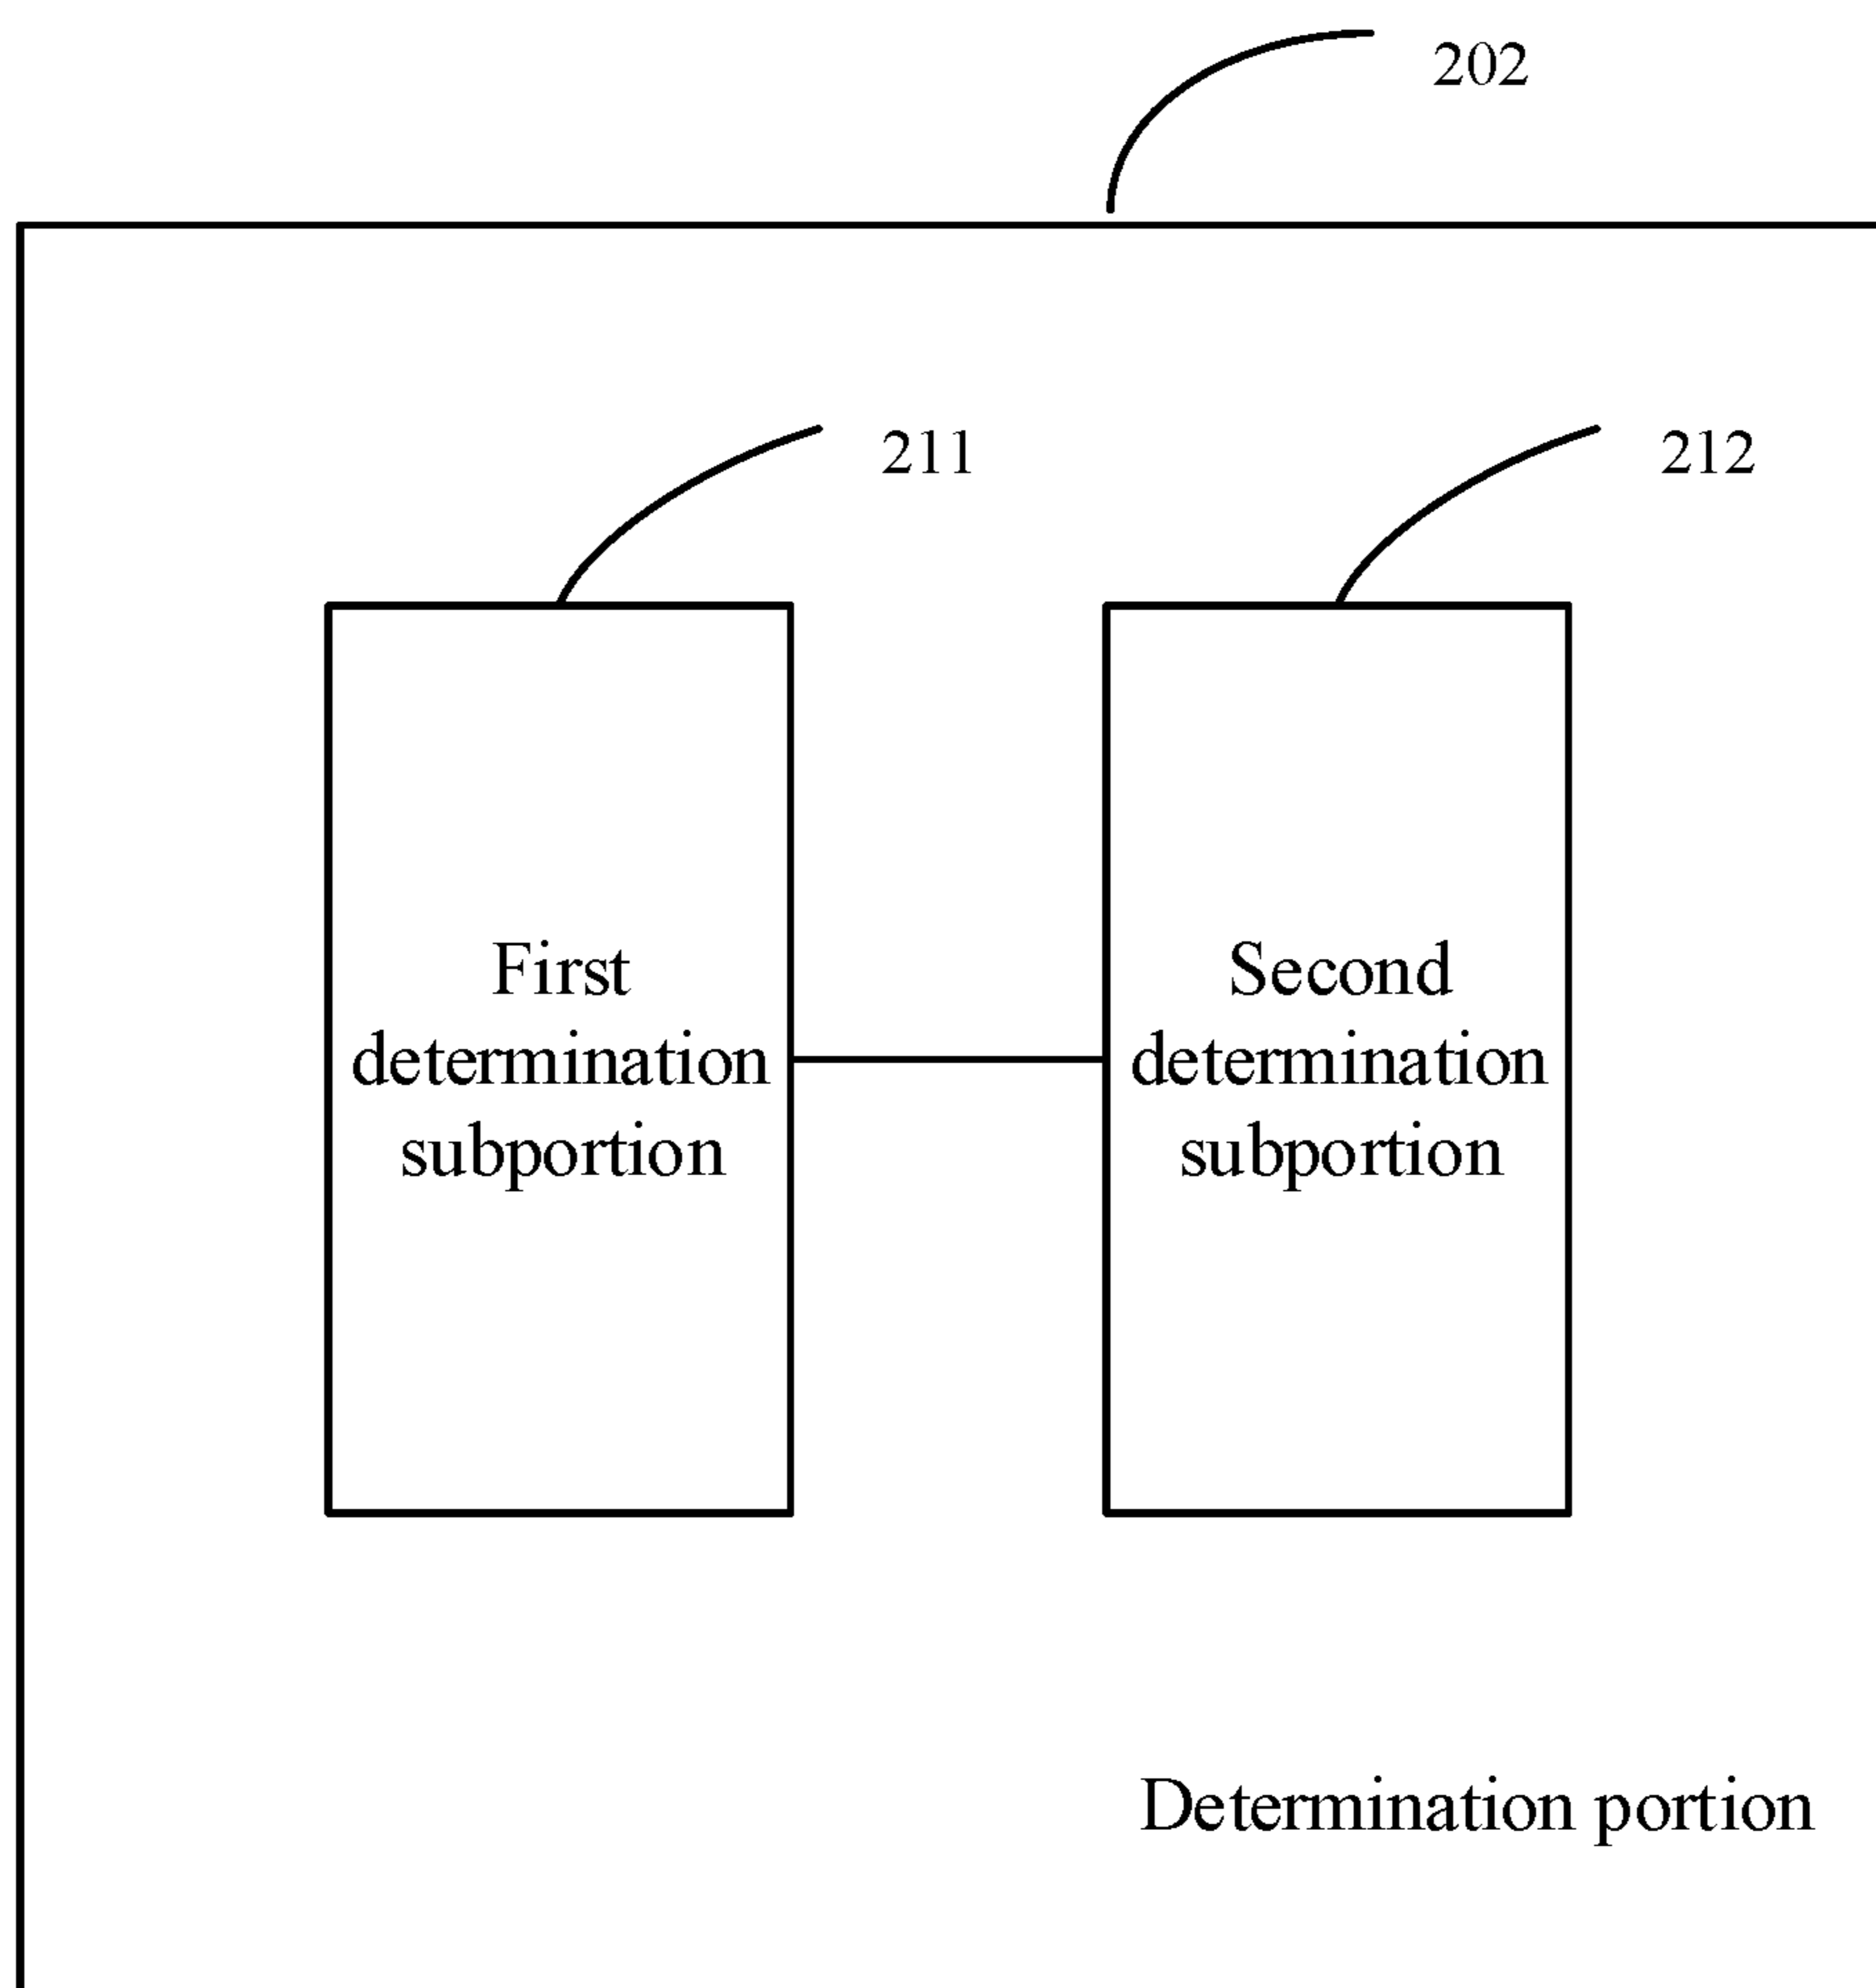 202
211
212
First
determination
subportion
Second
determination
subportion
Determination portion